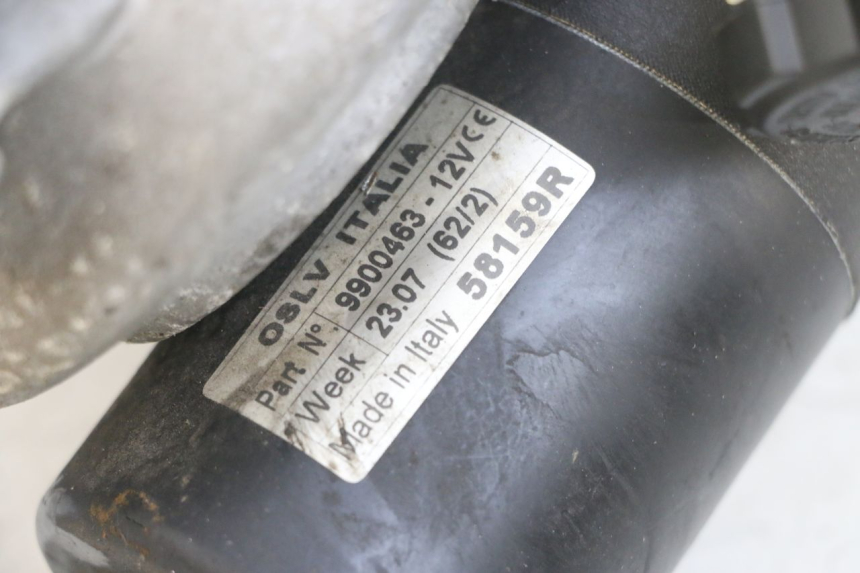 OSLV ITALIA
Part N° 9900463 - 12V CE
Week 23.07 (62/2)
Made in Italy 58159R